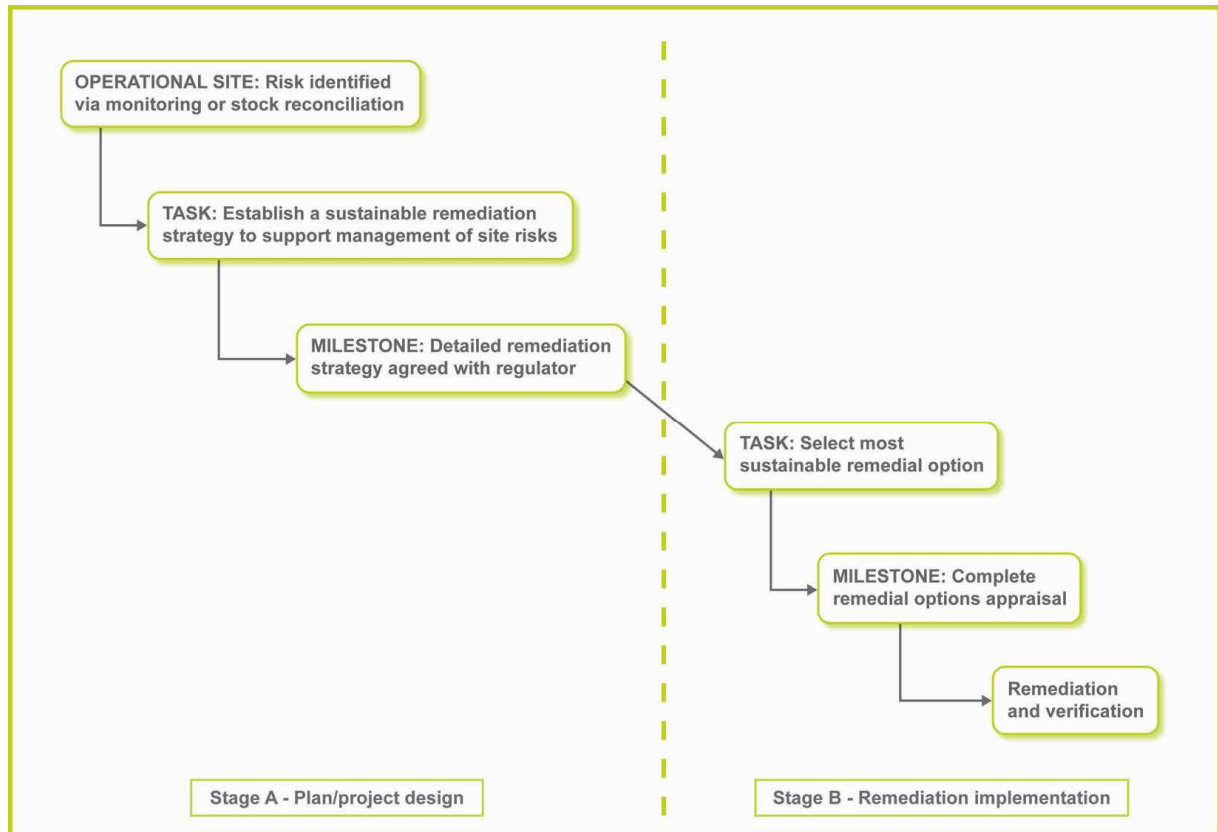 OPERATIONAL SITE: Risk identified
via monitoring or stock reconciliation
TASK: Establish a sustainable remediation
strategy to support management of site risks
MILESTONE: Detailed remediation
strategy agreed with regulator
TASK: Select most
sustainable remedial option
MILESTONE: Complete
remedial options appraisal
Remediation
and verification
Stage A - Plan/project design
Stage B - Remediation implementation